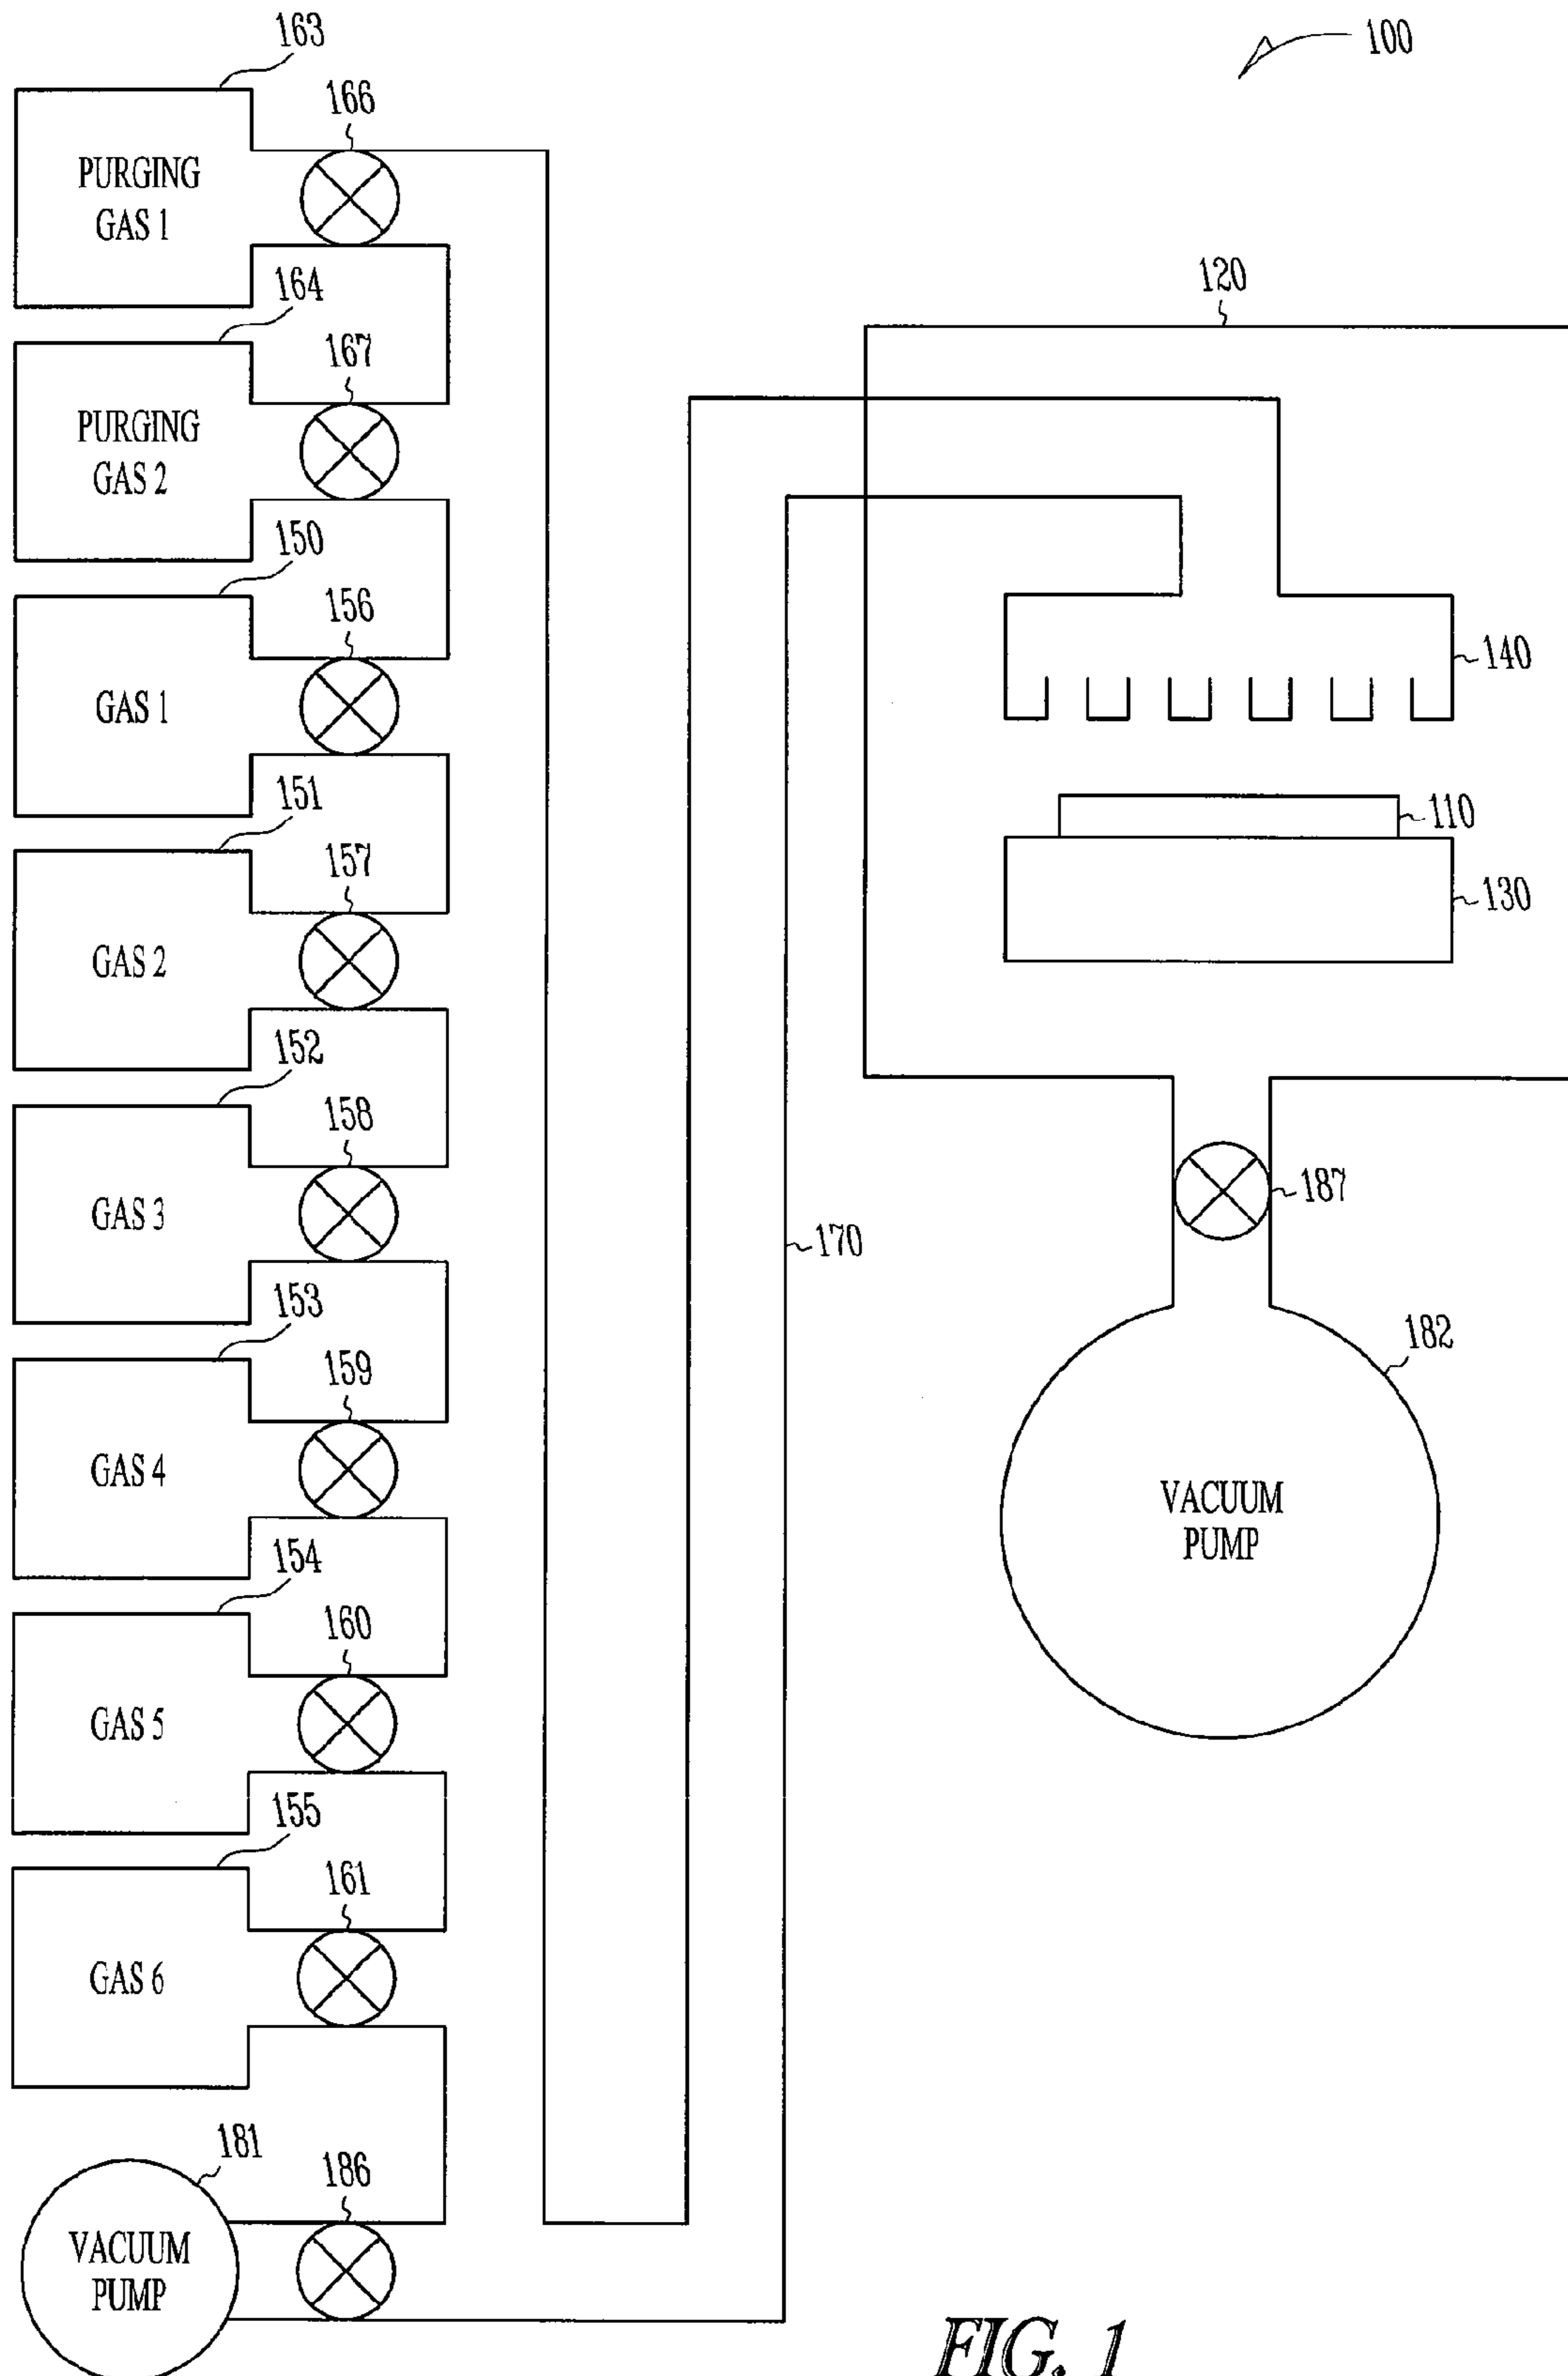 100
163
166
PURGING
GAS 1
164
167
PURGING
GAS 2
150
156
GAS 1
151
157
GAS 2
152
158
GAS 3
153
159
GAS 4
154
160
GAS 5
155
161
GAS 6
181
186
VACUUM
PUMP
170
120
140
110
130
187
182
VACUUM
PUMP
FIG. 1